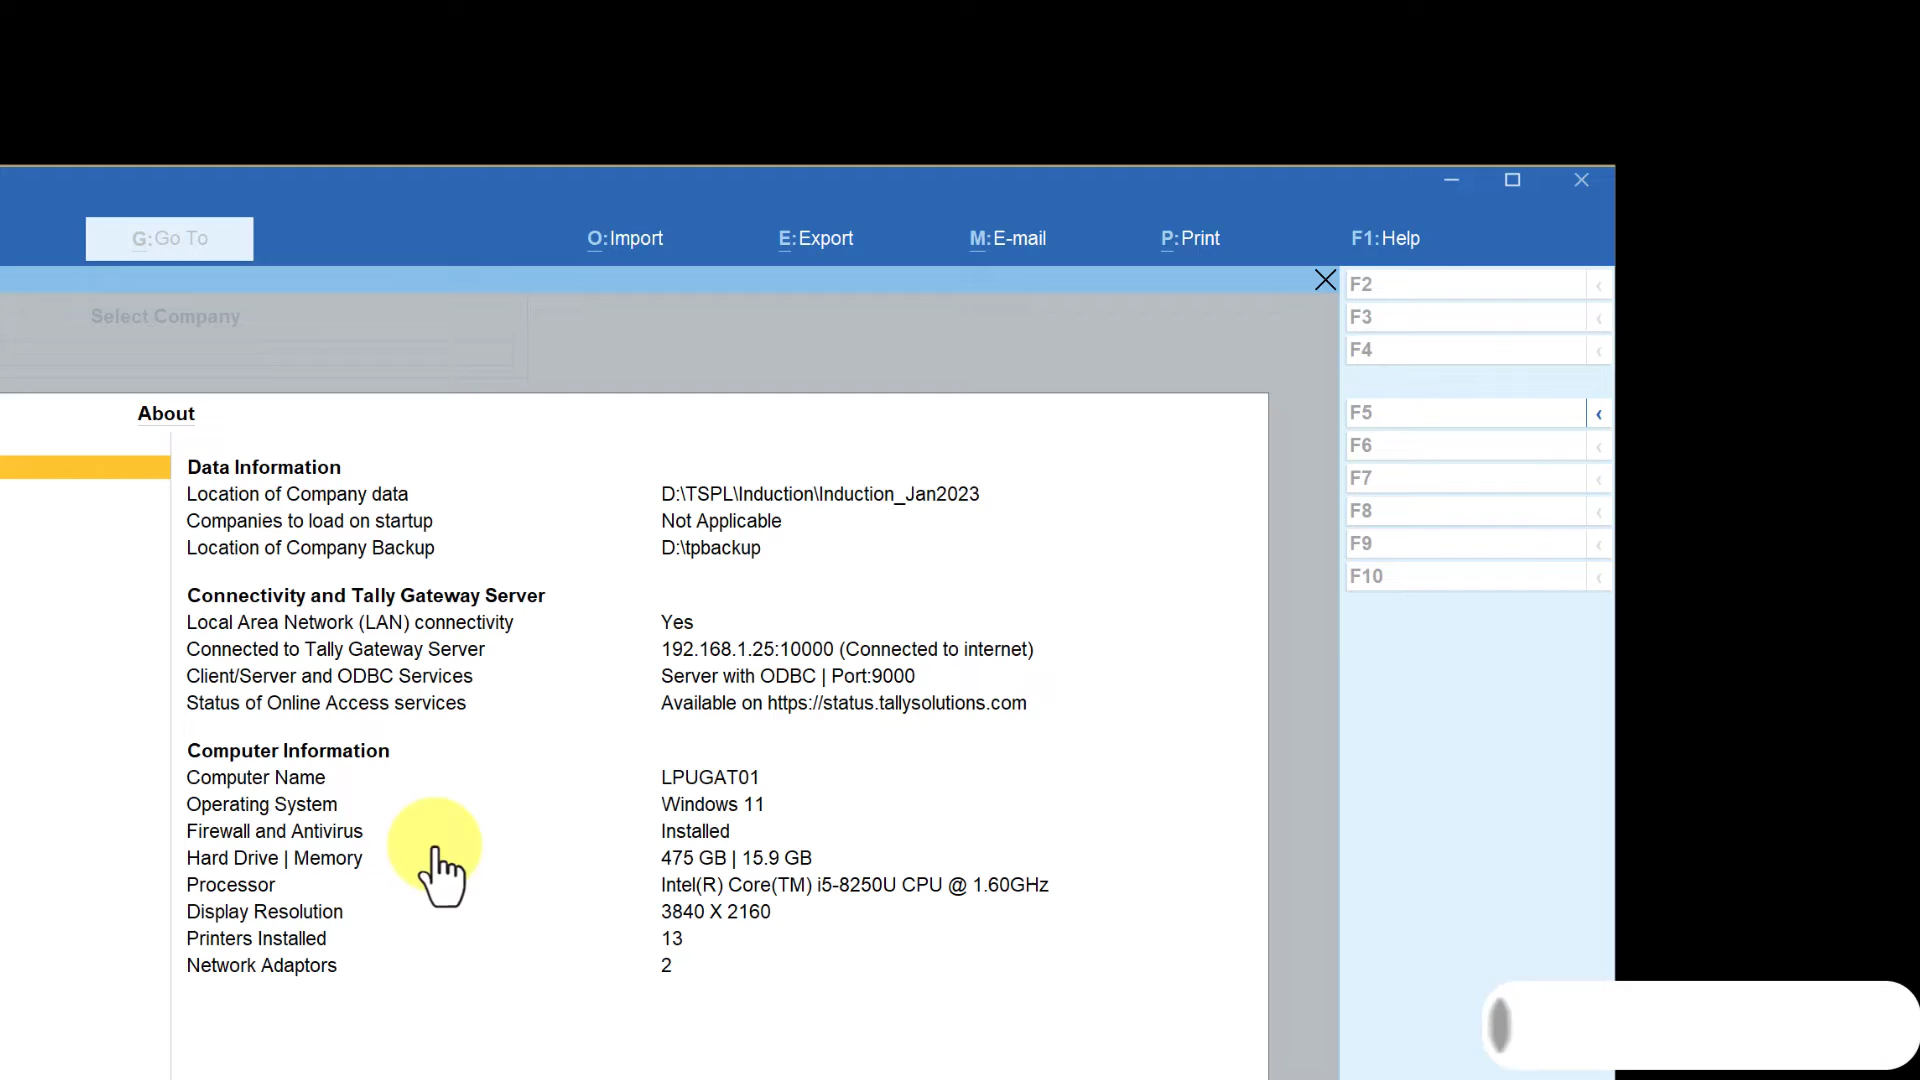 G:Go To O:Import E:Export M:E-mail P:Print F1:Help
F2
F3
F4
F5
F6
F7
F8
F9
F10
Select Company
About
Data Information
Location of Company data D:\TSPL\Induction\Induction_Jan2023
Companies to load on startup Not Applicable
Location of Company Backup D:\tpbackup
Connectivity and Tally Gateway Server
Local Area Network (LAN) connectivity Yes
Connected to Tally Gateway Server 192.168.1.25:10000 (Connected to internet)
Client/Server and ODBC Services Server with ODBC | Port:9000
Status of Online Access services Available on https://status.tallysolutions.com
Computer Information
Computer Name LPUGAT01
Operating System Windows 11
Firewall and Antivirus Installed
Hard Drive | Memory 475 GB | 15.9 GB
Processor Intel(R) Core(TM) i5-8250U CPU @ 1.60GHz
Display Resolution 3840 X 2160
Printers Installed 13
Network Adaptors 2